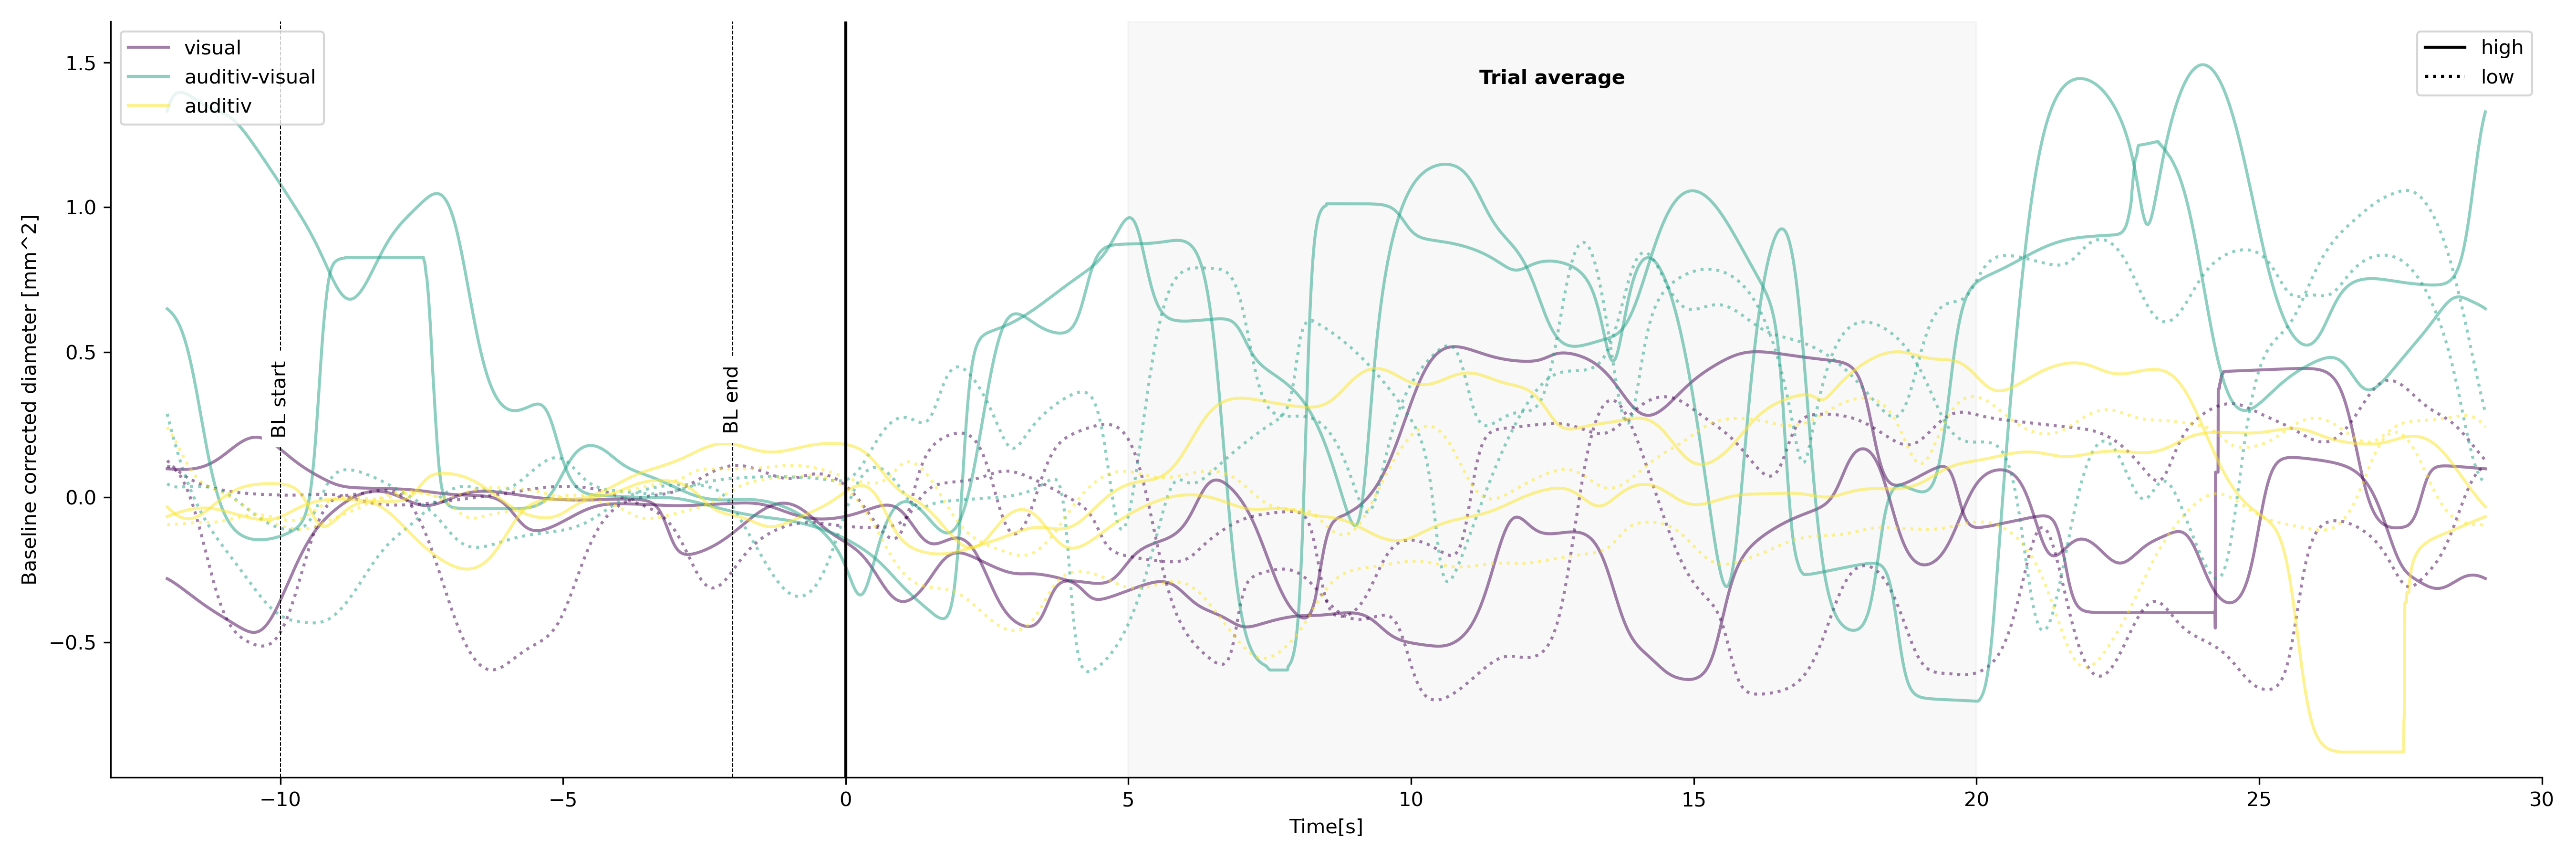 visual
auditiv-visual
auditiv
high
low
Trial average
BL start
BL end
Baseline corrected diameter [mm^2]
1.5
1.0
0.5
0.0
−0.5
−10
−5
0
5
10
15
20
25
30
Time[s]